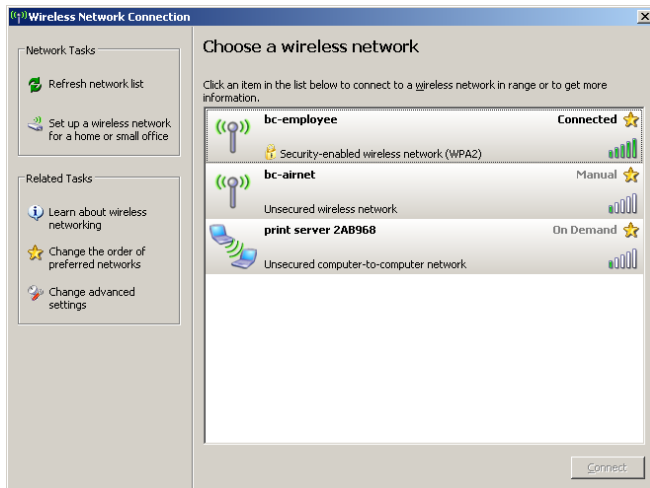 Wireless Network Connection
Network Tasks
Refresh network list
Set up a wireless network
for a home or small office
Related Tasks
Learn about wireless
networking
Change the order of
preferred networks
Change advanced
settings
Choose a wireless network
Click an item in the list below to connect to a wireless network in range or to get more
information.
bc-employee Connected
Security-enabled wireless network (WPA2)
bc-airnet Manual
Unsecured wireless network
print server 2AB968 On Demand
Unsecured computer-to-computer network
Connect